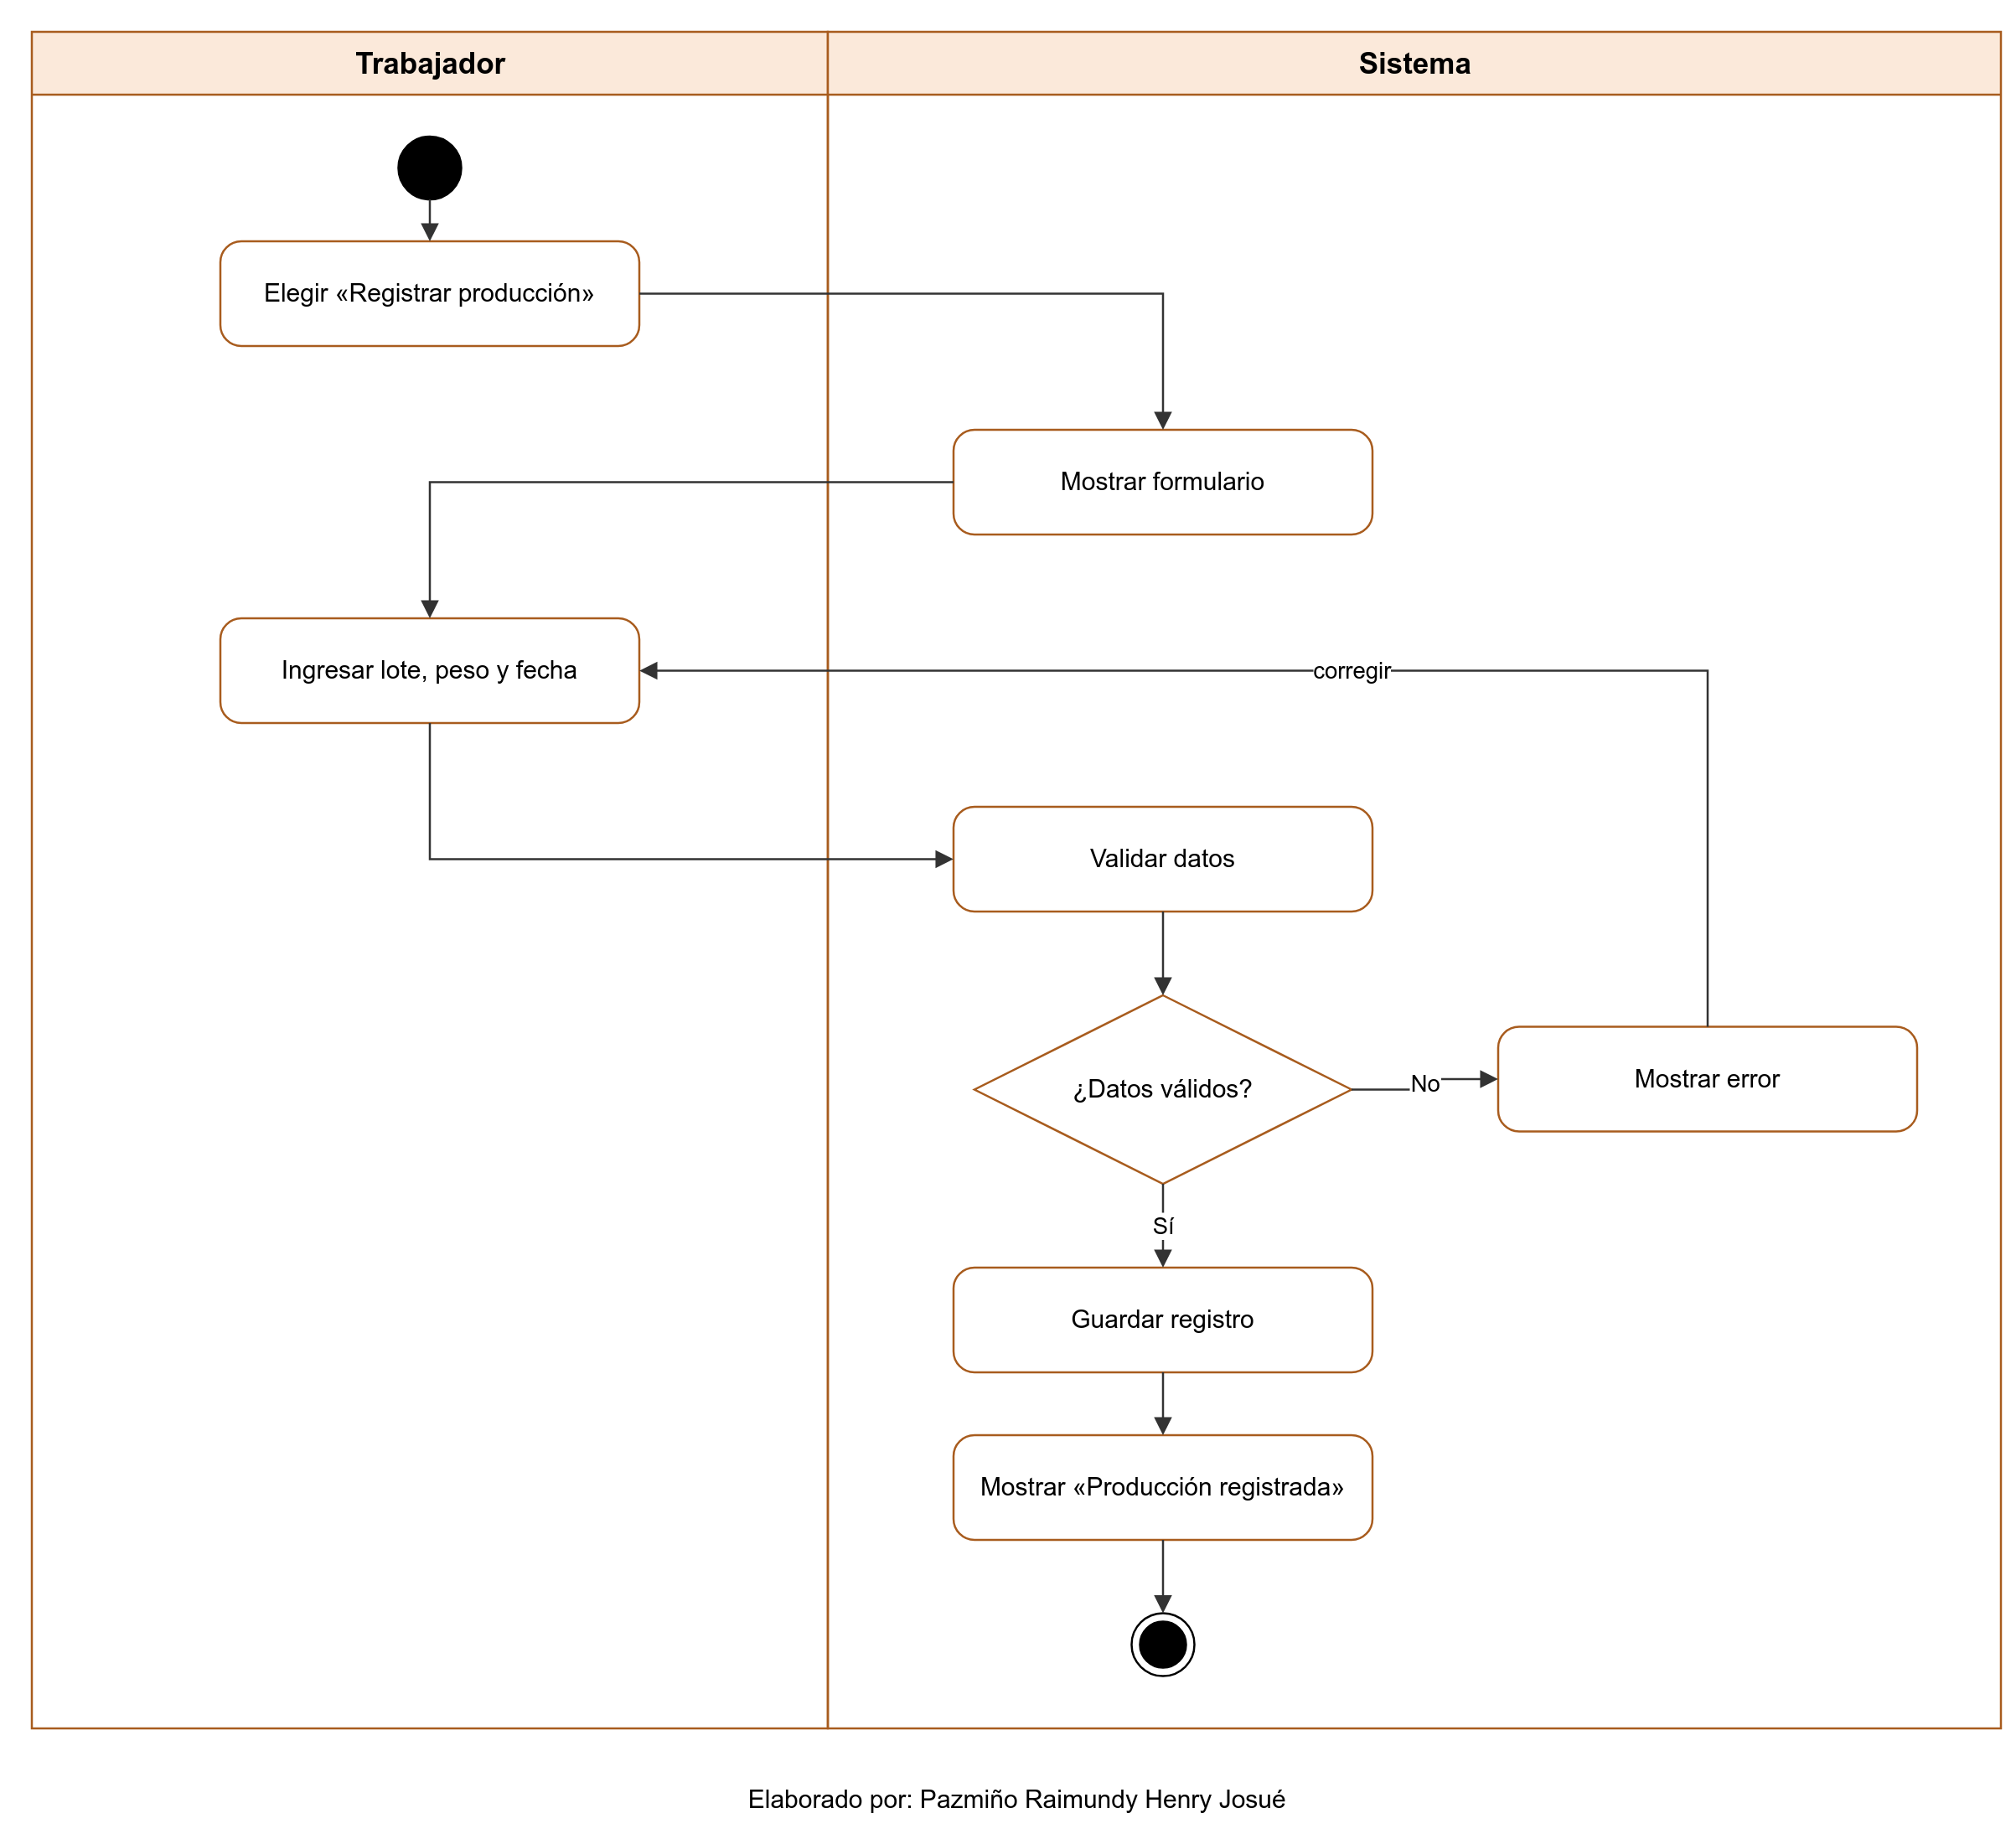 Trabajador
Sistema
Elegir «Registrar producción»
Mostrar formulario
Ingresar lote, peso y fecha
corregir
Validar datos
¿Datos válidos?
No
Mostrar error
Sí
Guardar registro
Mostrar «Producción registrada»
Elaborado por: Pazmiño Raimundy Henry Josué